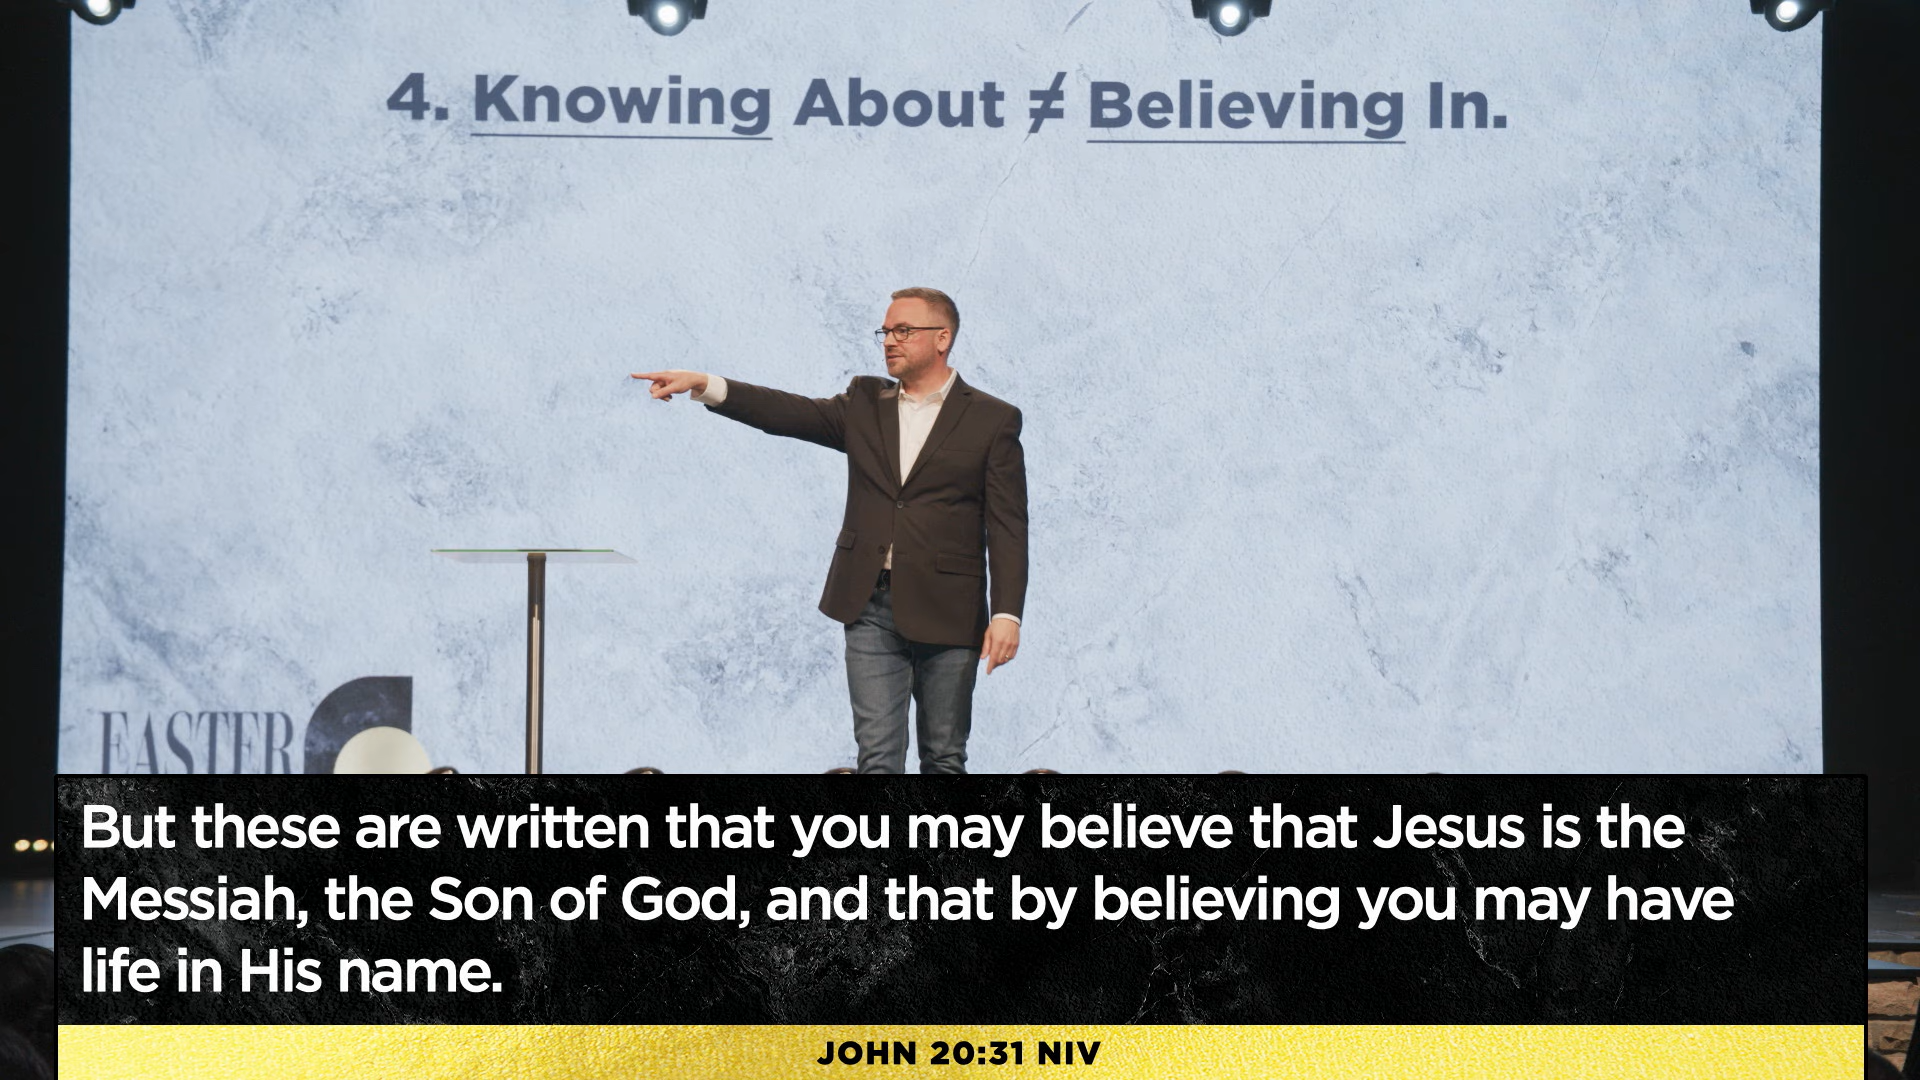 4. Knowing About ≠ Believing In.
EASTER
But these are written that you may believe that Jesus is the
Messiah, the Son of God, and that by believing you may have
life in His name.
JOHN 20:31 NIV